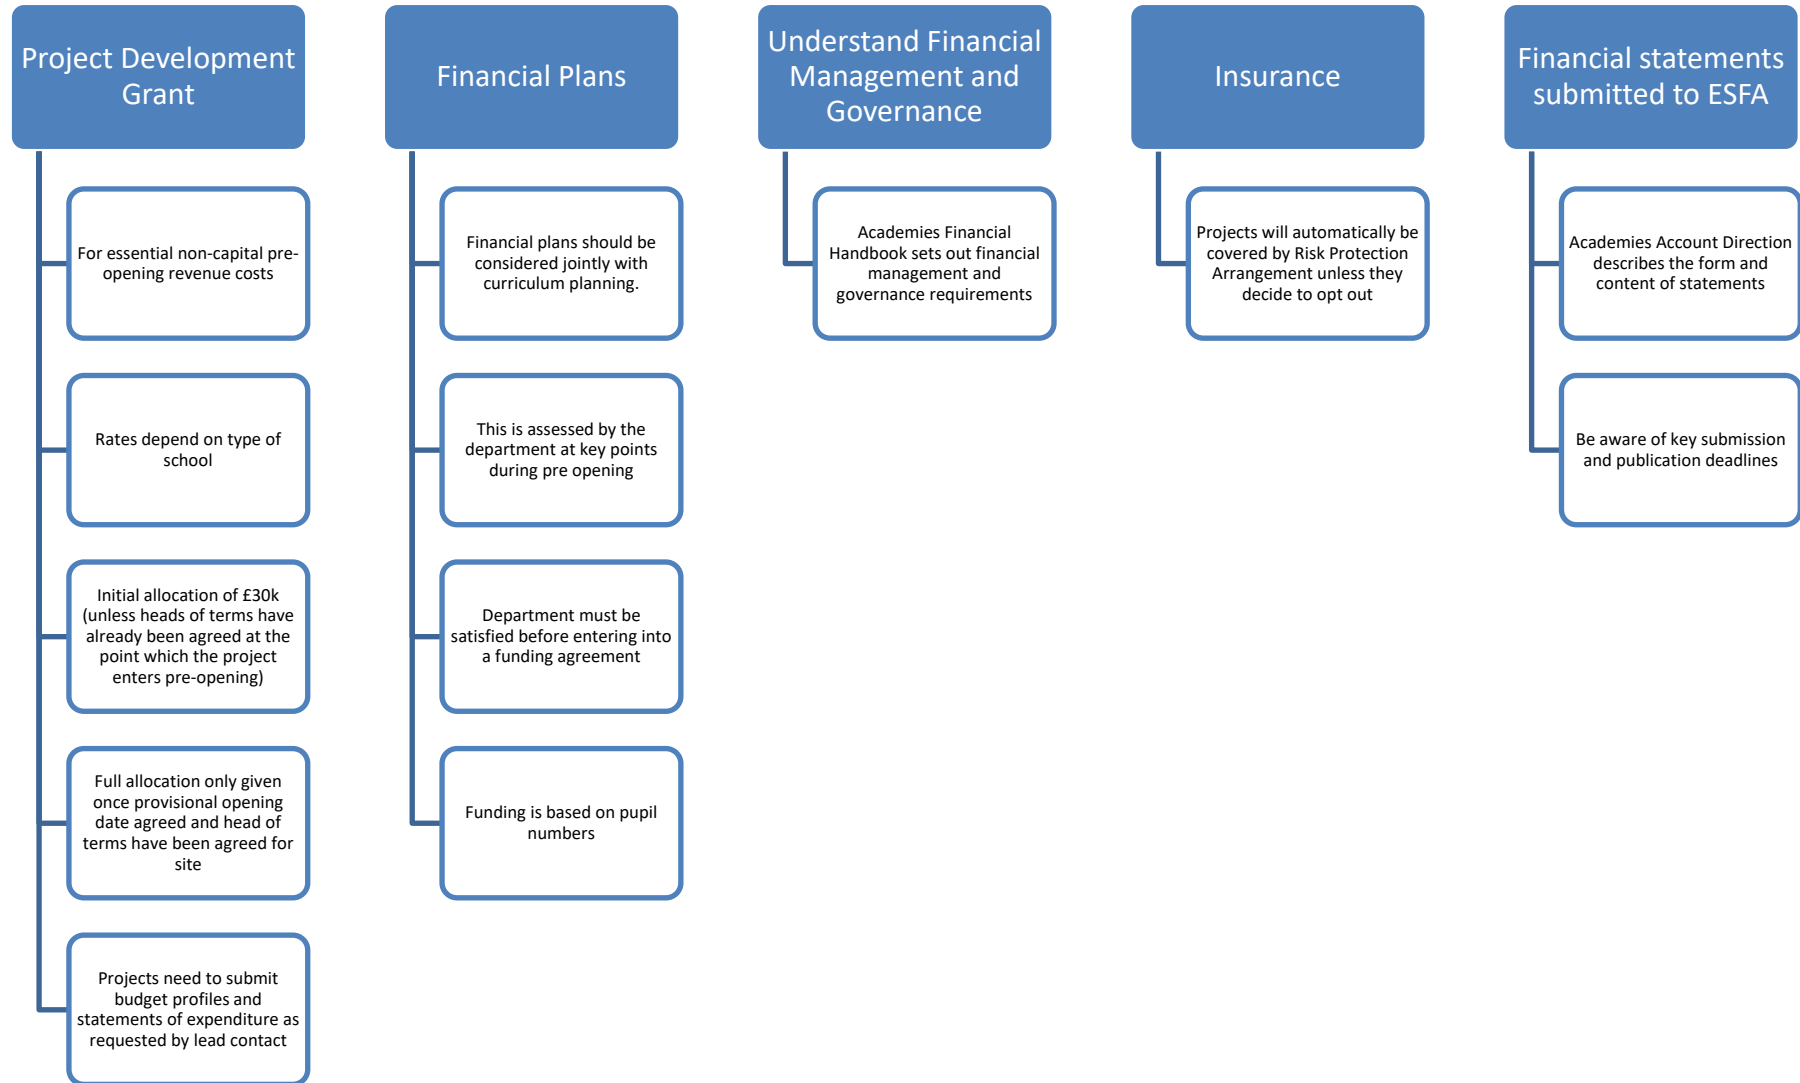 Project Development
Grant
For essential non-capital pre-
opening revenue costs
Rates depend on type of
school
Initial allocation of £30k
(unless heads of terms have
already been agreed at the
point which the project
enters pre-opening)
Full allocation only given
once provisional opening
date agreed and head of
terms have been agreed for
site
Projects need to submit
budget profiles and
statements of expenditure as
requested by lead contact
Financial Plans
Financial plans should be
considered jointly with
curriculum planning.
This is assessed by the
department at key points
during pre opening
Department must be
satisfied before entering into
a funding agreement
Funding is based on pupil
numbers
Understand Financial
Management and
Governance
Academies Financial
Handbook sets out financial
management and
governance requirements
Insurance
Projects will automatically be
covered by Risk Protection
Arrangement unless they
decide to opt out
Financial statements
submitted to ESFA
Academies Account Direction
describes the form and
content of statements
Be aware of key submission
and publication deadlines